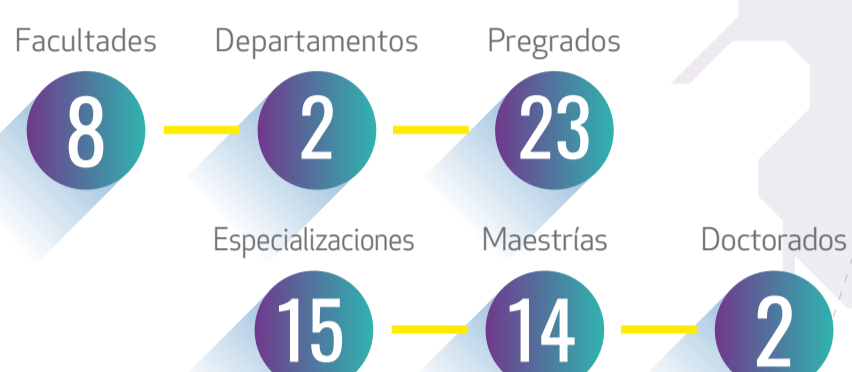 Facultades Departamentos Pregrados
8 2 23
Especializaciones Maestrías Doctorados
15 14 2